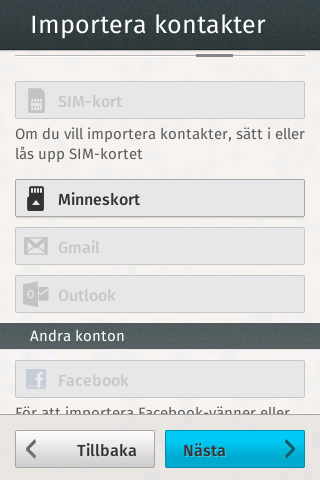 Importera kontakter
SIM-kort
Om du vill importera kontakter, sätt i eller
lås upp SIM-kortet
Minneskort
Gmail
Outlook
Andra konton
Facebook
För att importera Facebook-vänner eller
Tillbaka
Nästa